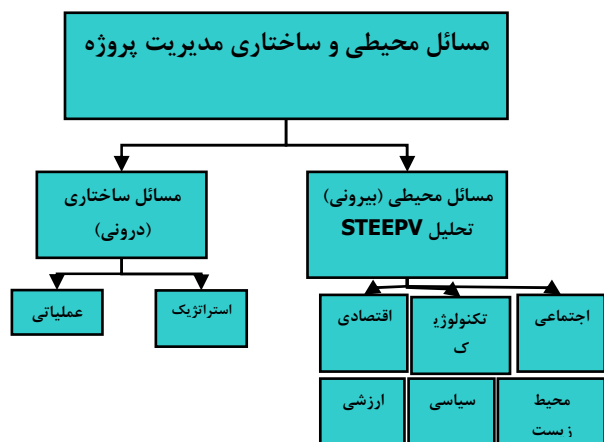 مسائل محیطی و ساختاری مدیریت پروژه
مسائل محیطی (بیرونی)
تحلیل STEEPV
مسائل ساختاری
(درونی)
اجتماعی
تکنولوژی
ک
اقتصادی
استراتژیک
عملیاتی
محیط
زیست
سیاسی
ارزشی